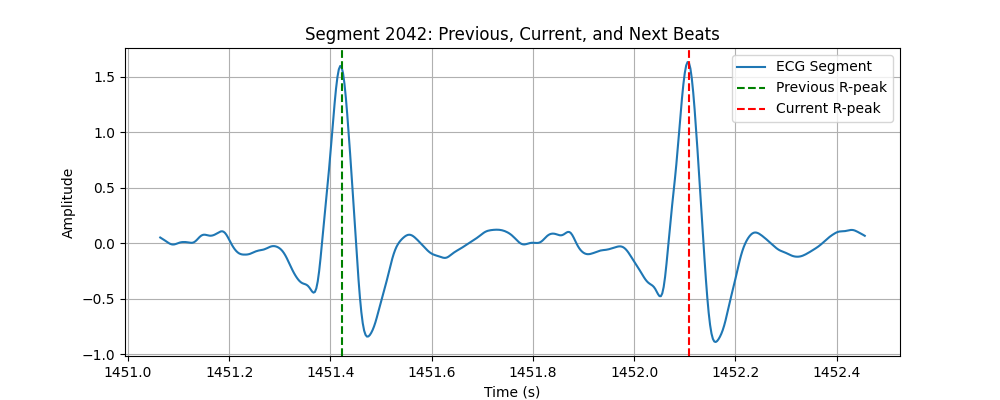 Segment 2042: Previous, Current, and Next Beats
ECG Segment
Previous R-peak
Current R-peak
Amplitude
1.5
1.0
0.5
0.0
−0.5
−1.0
1451.0 1451.2 1451.4 1451.6 1451.8 1452.0 1452.2 1452.4
Time (s)